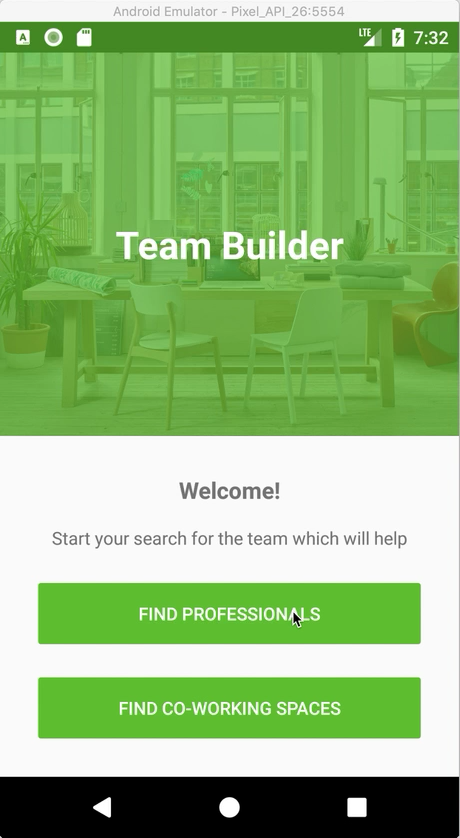 Android Emulator - Pixel_API_26:5554
A
LTE
7:32
Team Builder
Welcome!
Start your search for the team which will help
FIND PROFESSIONALS
FIND CO-WORKING SPACES